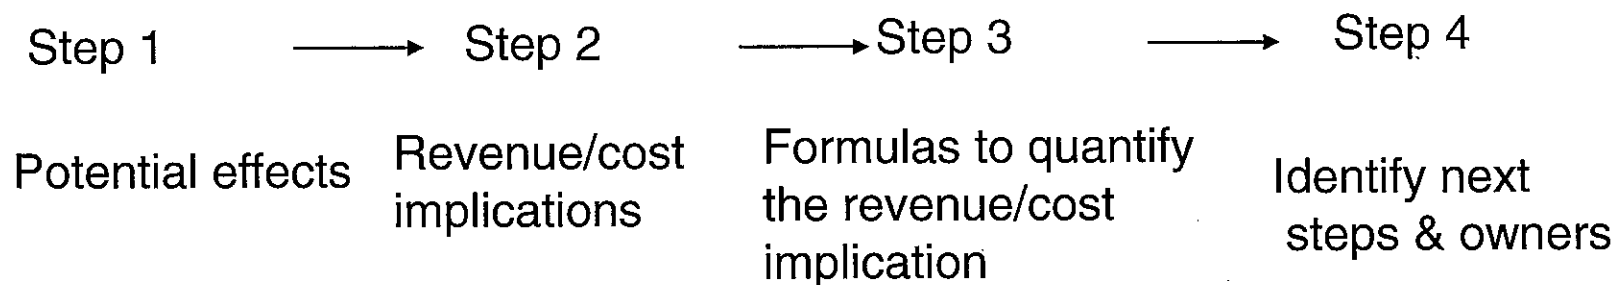 Step 1
Step 2
Step 3
Step 4
Potential effects
Revenue/cost
implications
Formulas to quantify
the revenue/cost
implication
Identify next
steps & owners